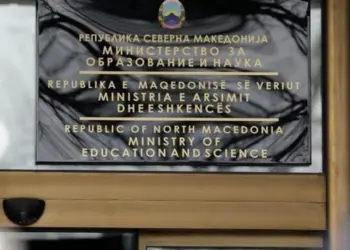 РЕПУБЛИКА СЕВЕРНА МАКЕДОНИЈА
МИНИСТЕРСТВО ЗА
ОБРАЗОВАНИЕ И НАУКА
REPUBLIKA E MAQEDONISË SË VERIUT
MINISTRIA E ARSIMIT
DHE SHKENCËS
REPUBLIC OF NORTH MACEDONIA
MINISTRY OF
EDUCATION AND SCIENCE